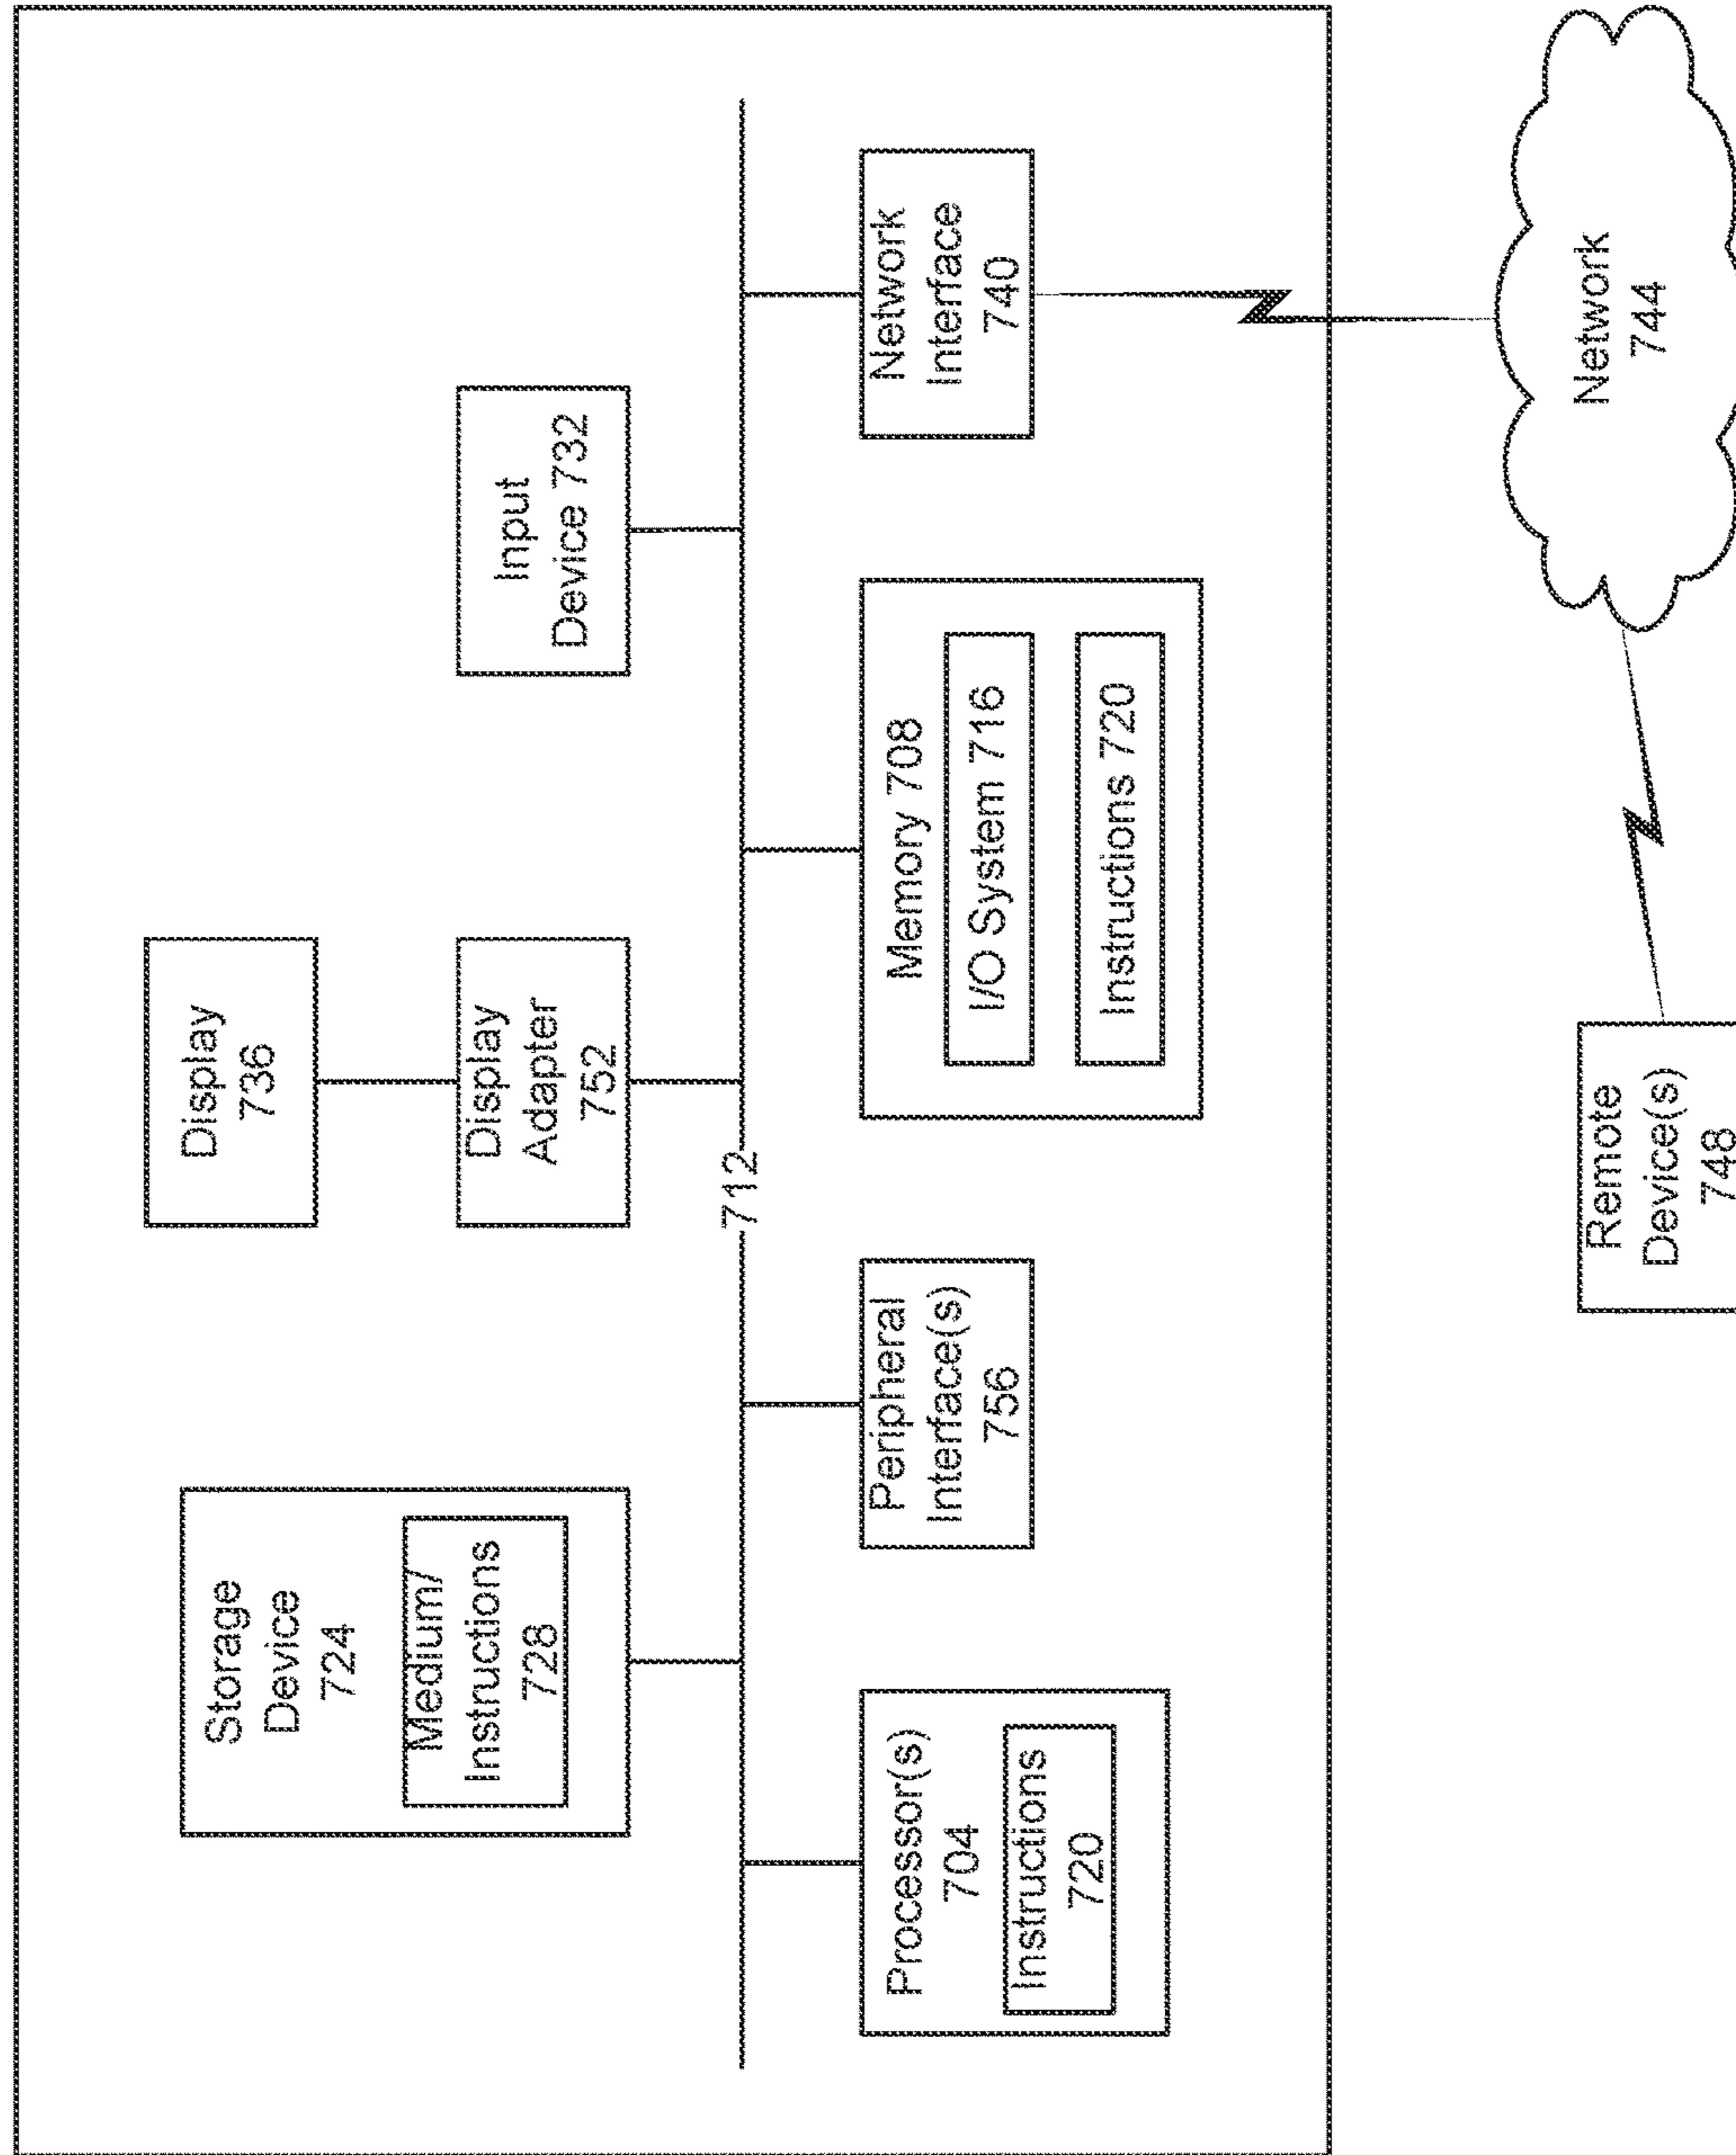 Storage
Device
724
Medium/
Instructions
728
Display
736
Display
Adapter
752
Input
Device 732
712
Processor(s)
704
Instructions
720
Peripheral
Interface(s)
756
Memory 708
I/O System 716
Instructions 720
Network
Interface
740
Remote
Device(s)
748
Network
744